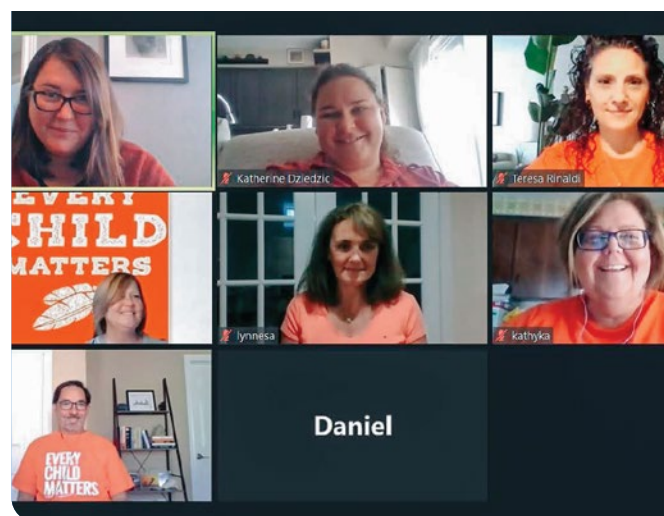 Katherine Dziedzic
Teresa Rinaldi
EVERY
CHILD
MATTERS
lynnesa
kathyka
EVERY
CHILD
MATTERS
Daniel